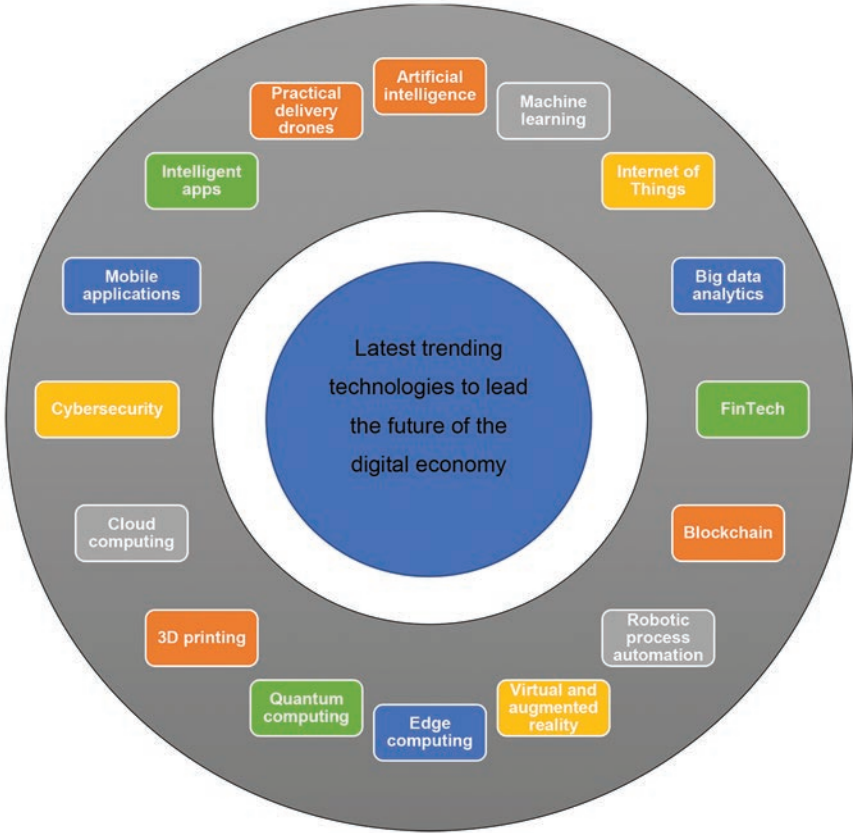 Artificial
intelligence
Machine
learning
Internet of
Things
Big data
analytics
FinTech
Blockchain
Robotic
process
automation
Virtual and
augmented
reality
Edge
computing
Quantum
computing
3D printing
Cloud
computing
Cybersecurity
Mobile
applications
Intelligent
apps
Practical
delivery
drones
Latest trending
technologies to lead
the future of the
digital economy